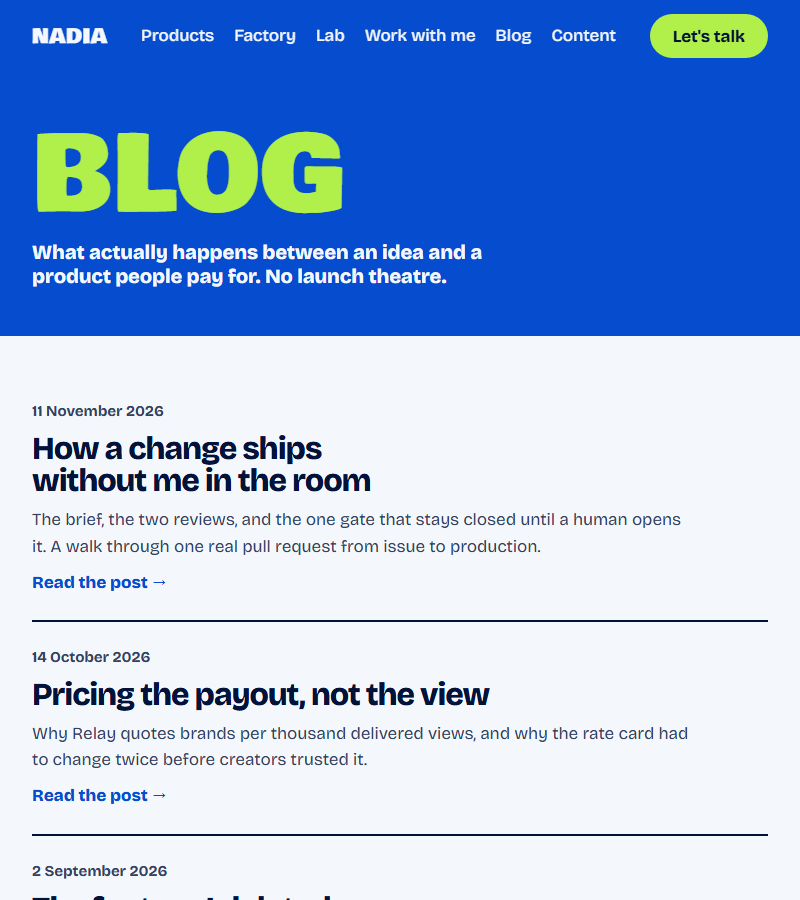 NADIA
Products
Factory
Lab
Work with me
Blog
Content
Let's talk
BLOG
What actually happens between an idea and a
product people pay for. No launch theatre.
11 November 2026
How a change ships
without me in the room
The brief, the two reviews, and the one gate that stays closed until a human opens
it. A walk through one real pull request from issue to production.
Read the post →
14 October 2026
Pricing the payout, not the view
Why Relay quotes brands per thousand delivered views, and why the rate card had
to change twice before creators trusted it.
Read the post →
2 September 2026